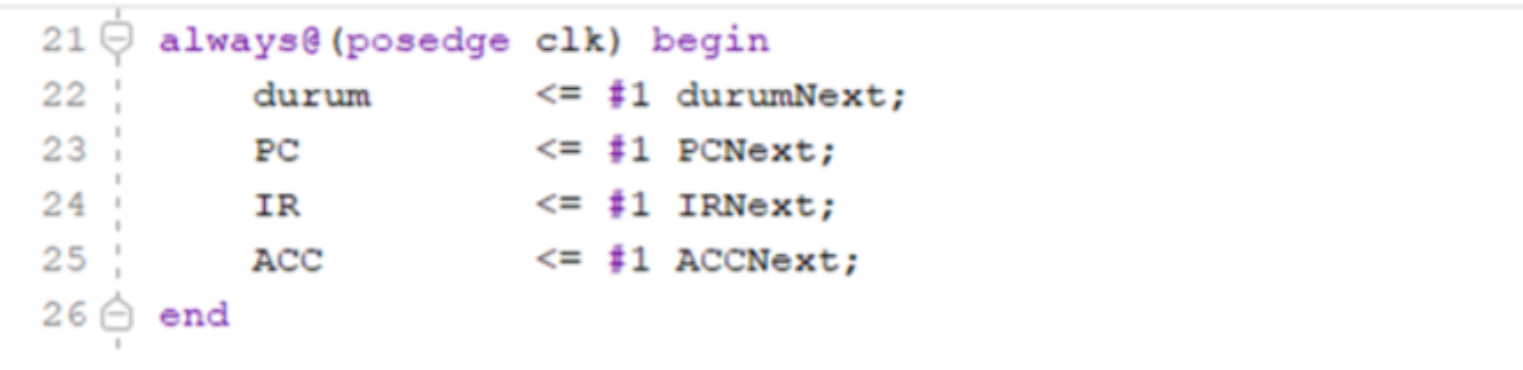 21 always@(posedge clk) begin
22 durum <= #1 durumNext;
23 PC <= #1 PCNext;
24 IR <= #1 IRNext;
25 ACC <= #1 ACCNext;
26 end